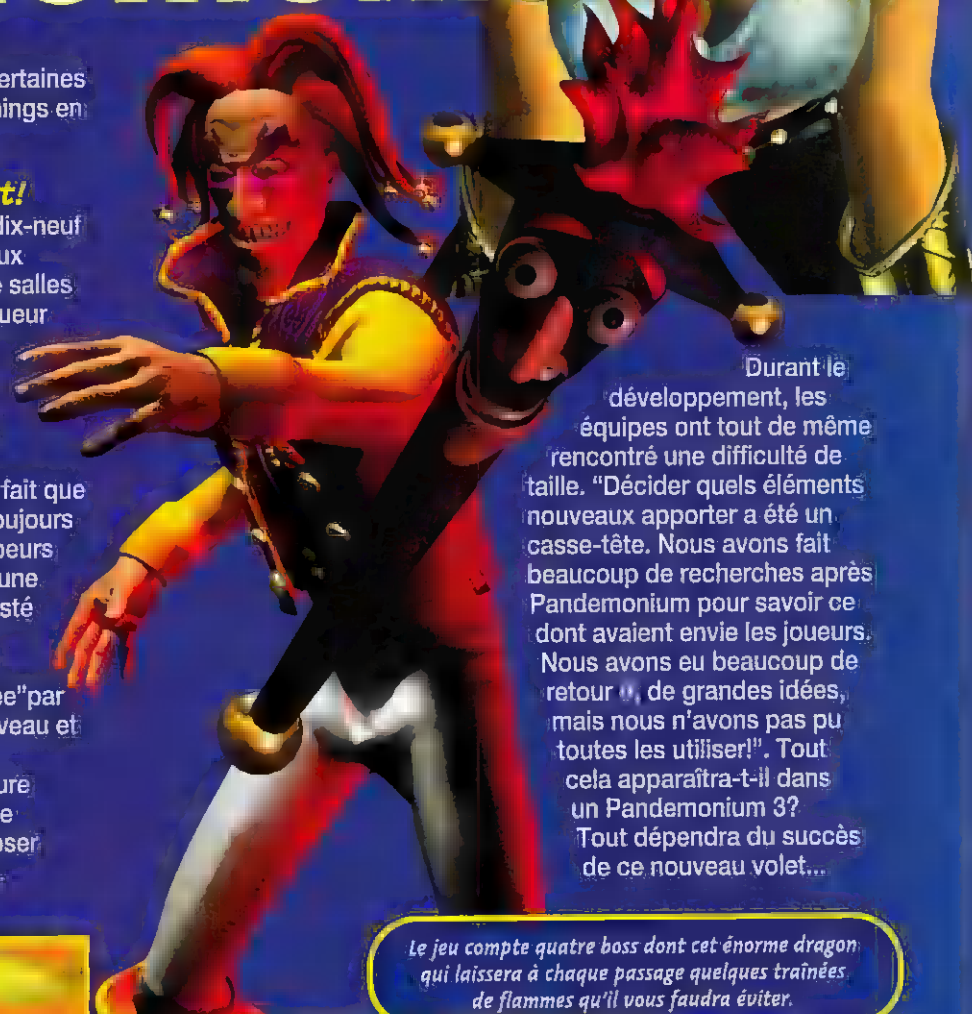 ertaines
nings en
t!
dix-neuf
ux
e salles
ueur
fait que
oujours
peurs
une
sté
ee"par
veau et
ure
e
oser
Durant le
développement, les
équipes ont tout de même
rencontré une difficulté de
taille. “Décider quels éléments
nouveaux apporter a été un
casse-tête. Nous avons fait
beaucoup de recherches après
Pandemonium pour savoir ce
dont avaient envie les joueurs.
Nous avons eu beaucoup de
retour , de grandes idées,
mais nous n'avons pas pu
toutes les utiliser!”. Tout
cela apparaîtra-t-il dans
un Pandemonium 3?
Tout dépendra du succès
de ce nouveau volet...
Le jeu compte quatre boss dont cet énorme dragon
qui laissera à chaque passage quelques traînées
de flammes qu'il vous faudra éviter.